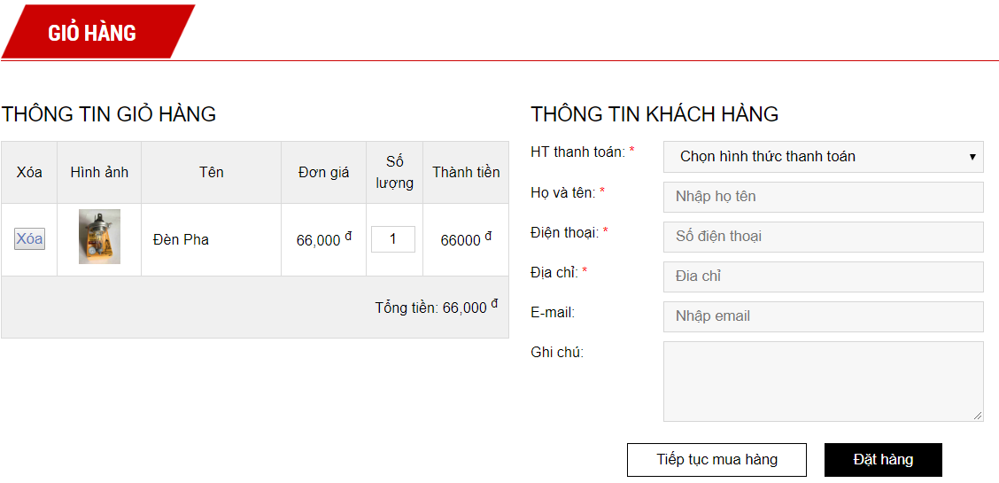 GIỎ HÀNG
THÔNG TIN GIỎ HÀNG
Xóa Hình ảnh Tên Đơn giá Số lượng Thành tiền
Xóa Đèn Pha 66,000 đ 1 66000 đ
Tổng tiền: 66,000 đ
THÔNG TIN KHÁCH HÀNG
HT thanh toán: * Chọn hình thức thanh toán
Họ và tên: * Nhập họ tên
Điện thoại: * Số điện thoại
Địa chỉ: * Đia chỉ
E-mail: Nhập email
Ghi chú:
Tiếp tục mua hàng Đặt hàng